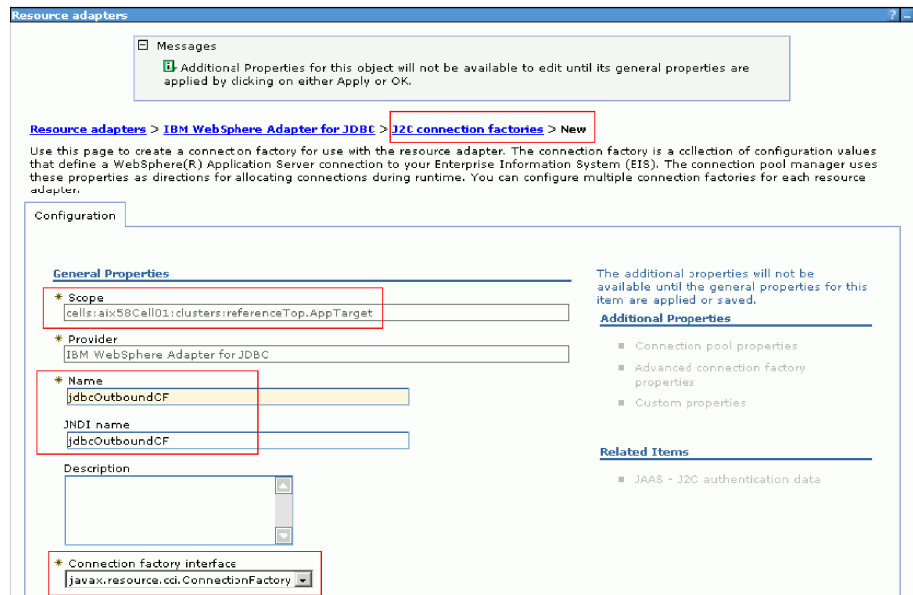 Resource adapters
? –
Messages
Additional Properties for this object will not be available to edit until its general properties are
applied by clicking on either Apply or OK.
Resource adapters > IBM WebSphere Adapter for JDBC > J2C connection factories > New
Use this page to create a connection factory for use with the resource adapter. The connection factory is a collection of configuration values
that define a WebSphere(R) Application Server connection to your Enterprise Information System (EIS). The connection pool manager uses
these properties as directions for allocating connections during runtime. You can configure multiple connection factories for each resource
adapter.
Configuration
General Properties
* Scope
cells:aix58Cell01:clusters:referenceTop.AppTarget
* Provider
IBM WebSphere Adapter for JDBC
* Name
jdbcOutboundCF
JNDI name
jdbcOutboundCF
Description
* Connection factory interface
javax.resource.cci.ConnectionFactory
The additional properties will not be
available until the general properties for this
item are applied or saved.
Additional Properties
Connection pool properties
Advanced connection factory
properties
Custom properties
Related Items
JAAS - J2C authentication data